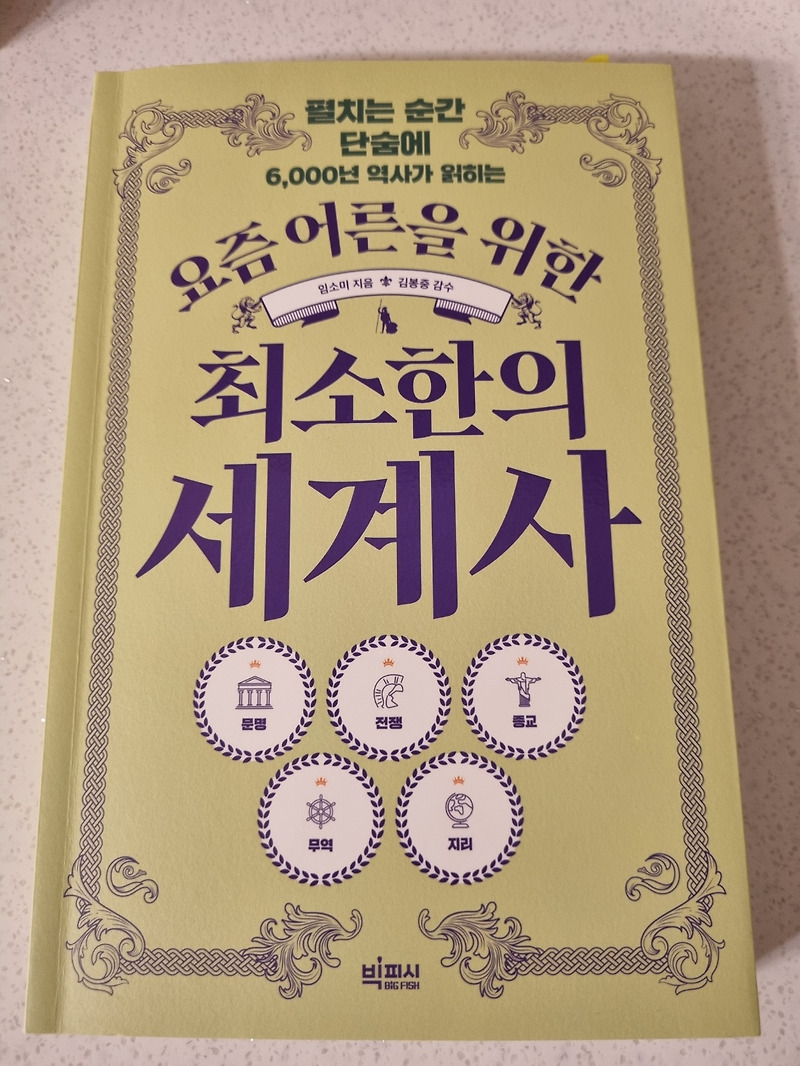 펼치는 순간
단숨에
6,000년 역사가 읽히는
요즘 어른을 위한
임소미 지음 김봉중 감수
최소한의
세계사
문명
전쟁
종교
무역
지리
빅피시
BIG FISH